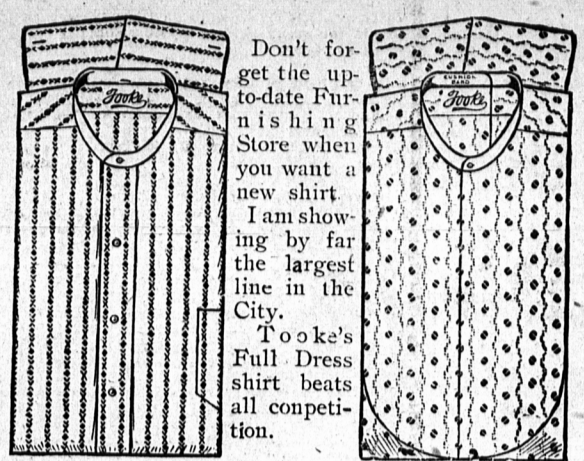 Tooke
CUSHION
BAND
Tooke
Don't for-
get the up-
to-date Fur-
nishing
Store when
you want a
new shirt.
I am show-
ing by far
the largest
line in the
City.
Tooke's
Full Dress
shirt beats
all conpeti-
tion.